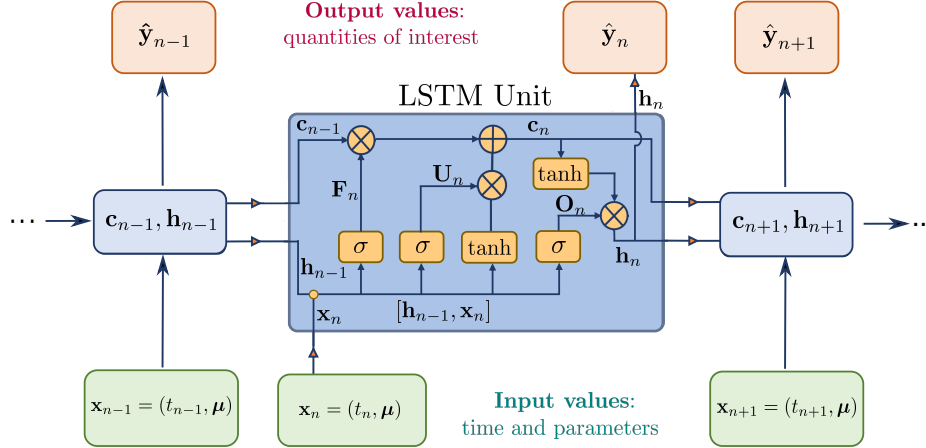 Output values:
quantities of interest
ŷₙ₋₁
ŷₙ
ŷₙ₊₁
LSTM Unit
hₙ
cₙ₋₁
cₙ
Fₙ
Uₙ
tanh
Oₙ
...
cₙ₋₁, hₙ₋₁
cₙ₊₁, hₙ₊₁
..
σ
σ
tanh
σ
hₙ
hₙ₋₁
xₙ
[hₙ₋₁, xₙ]
xₙ₋₁ = (tₙ₋₁, μ)
xₙ = (tₙ, μ)
xₙ₊₁ = (tₙ₊₁, μ)
Input values:
time and parameters